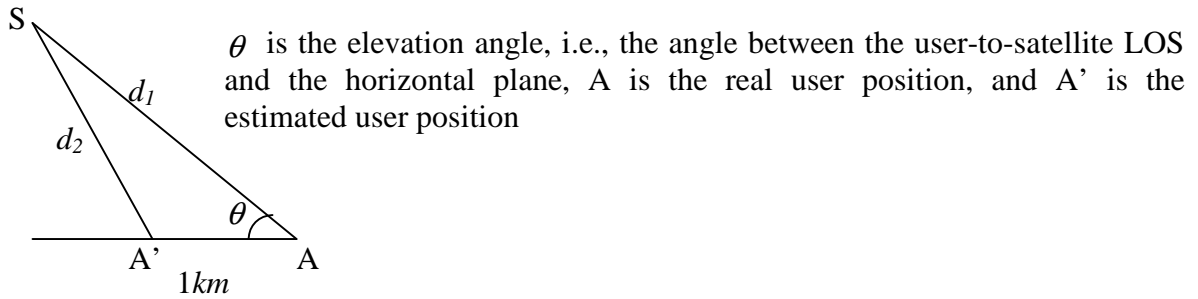 S
θ is the elevation angle, i.e., the angle between the user-to-satellite LOS
and the horizontal plane, A is the real user position, and A’ is the
estimated user position
d1
d2
θ
A’
A
1km